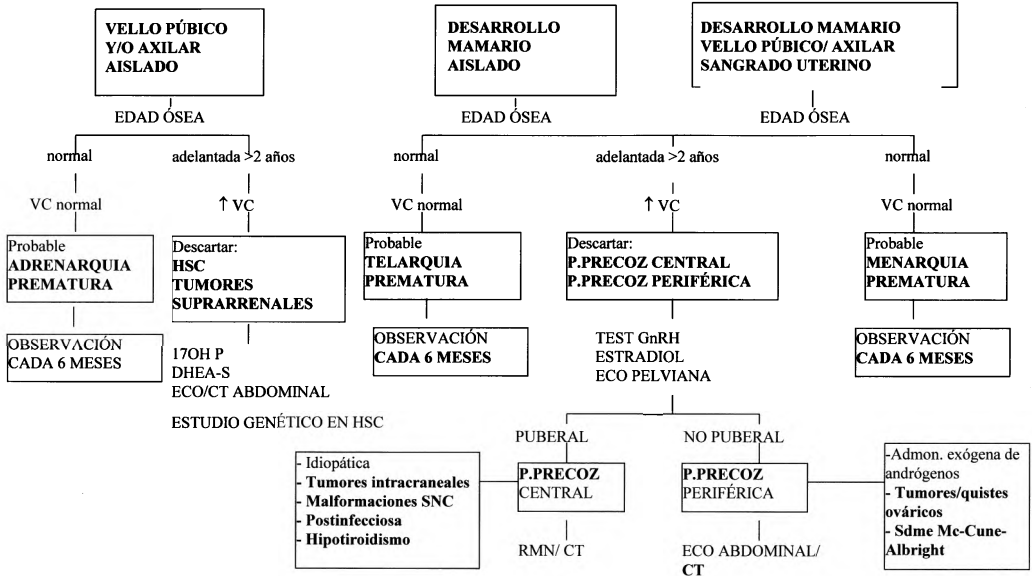 VELLO PÚBICO
Y/O AXILAR
AISLADO
DESARROLLO
MAMARIO
AISLADO
DESARROLLO MAMARIO
VELLO PÚBICO/ AXILAR
SANGRADO UTERINO
EDAD ÓSEA
EDAD ÓSEA
EDAD ÓSEA
normal
adelantada >2 años
normal
adelantada >2 años
normal
VC normal
↑ VC
VC normal
↑ VC
VC normal
Probable
ADRENARQUIA
PREMATURA
Descartar:
HSC
TUMORES
SUPRARRENALES
Probable
TELARQUIA
PREMATURA
Descartar:
P.PRECOZ CENTRAL
P.PRECOZ PERIFÉRICA
Probable
MENARQUIA
PREMATURA
OBSERVACIÓN
CADA 6 MESES
17OH P
DHEA-S
ECO/CT ABDOMINAL
ESTUDIO GENÉTICO EN HSC
OBSERVACIÓN
CADA 6 MESES
TEST GnRH
ESTRADIOL
ECO PELVIANA
OBSERVACIÓN
CADA 6 MESES
PUBERAL
NO PUBERAL
- Idiopática
- Tumores intracraneales
- Malformaciones SNC
- Postinfecciosa
- Hipotiroidismo
P.PRECOZ
CENTRAL
P.PRECOZ
PERIFÉRICA
-Admon. exógena de
andrógenos
- Tumores/quistes
ováricos
- Sdme Mc-Cune-
Albright
RMN/ CT
ECO ABDOMINAL/
CT